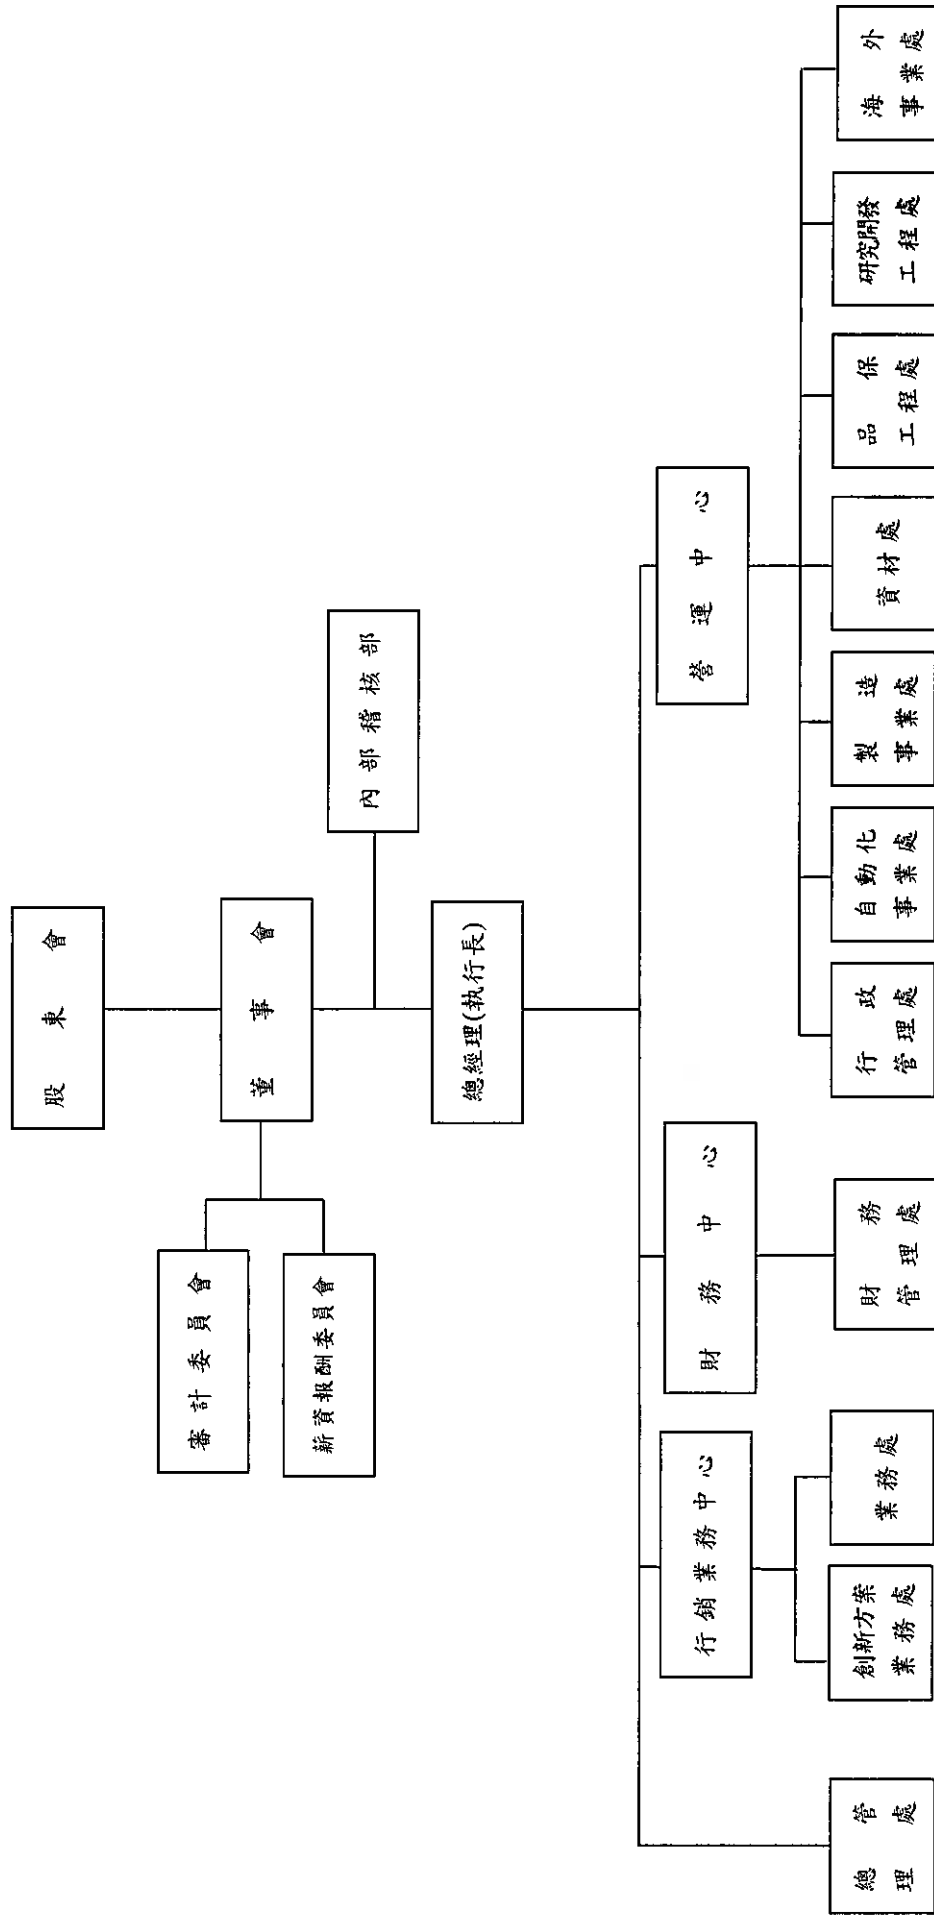 股東會
董事會
審計委員會
薪資報酬委員會
內部稽核部
總經理(執行長)
行銷業務中心
財務中心
營運中心
總管
理處
創新方案
業務處
業務處
財務
管理處
行政
管理處
自動化
事業處
製造
事業處
資材處
品保
工程處
研究開發
工程處
海外
事業處